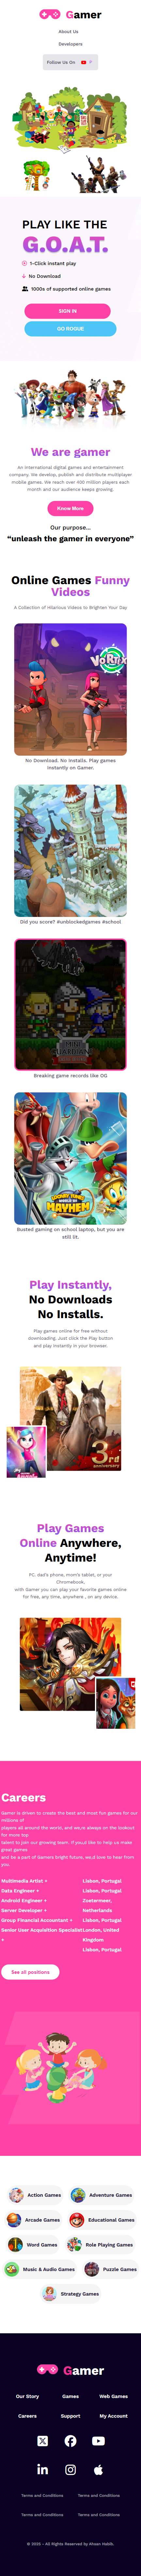 Gamer
About Us
Developers
Follow Us On
PLAY LIKE THE
G.O.A.T.
1-Click instant play
No Download
1000s of supported online games
SIGN IN
GO ROGUE
We are gamer
An international digital games and entertainment
company. We develop, publish and distribute multiplayer
mobile games. We reach over 400 million players each
month and our audience keeps growing.
Know More
Our purpose...
“unleash the gamer in everyone”
Online Games Funny
Videos
A Collection of Hilarious Videos to Brighten Your Day
No Download. No Installs. Play games
instantly on Gamer.
Did you score? #unblockedgames #school
Breaking game records like OG
LOONEY TUNES
WORLD OF
MAYHEM
Busted gaming on school laptop, but you are
still lit.
Play Instantly,
No Downloads
No Installs.
Play games online for free without
downloading. Just click the Play button
and play instantly in your browser.
3rd
anniversary
Play Games
Online Anywhere,
Anytime!
PC, dad’s phone, mom’s tablet, or your
Chromebook,
with Gamer you can play your favorite games online
for free, any time, anywhere , on any device.
Careers
Gamer is driven to create the best and most fun games for our
millions of
players all around the world, and we,re always on the lookout
for more top
talent to join our growing team. If you,d like to help us make
great games
and be a part of Gamers bright future, we,d love to hear from
you.
Multimedia Artist + Lisbon, Portugal
Data Engineer + Lisbon, Portugal
Android Engineer + Zoetermeer,
Server Developer + Netherlands
Group Financial Accountant + Lisbon, Portugal
Senior User Acquisition Specialist London, United
+ Kingdom
Lisbon, Portugal
See all positions
Action Games
Adventure Games
Arcade Games
Educational Games
Word Games
Role Playing Games
Music & Audio Games
Puzzle Games
Strategy Games
Gamer
Our Story Games Web Games
Careers Support My Account
Terms and Conditions Terms and Conditions
Terms and Conditions Terms and Conditions
© 2025 - All Rights Reserved by Ahsan Habib.